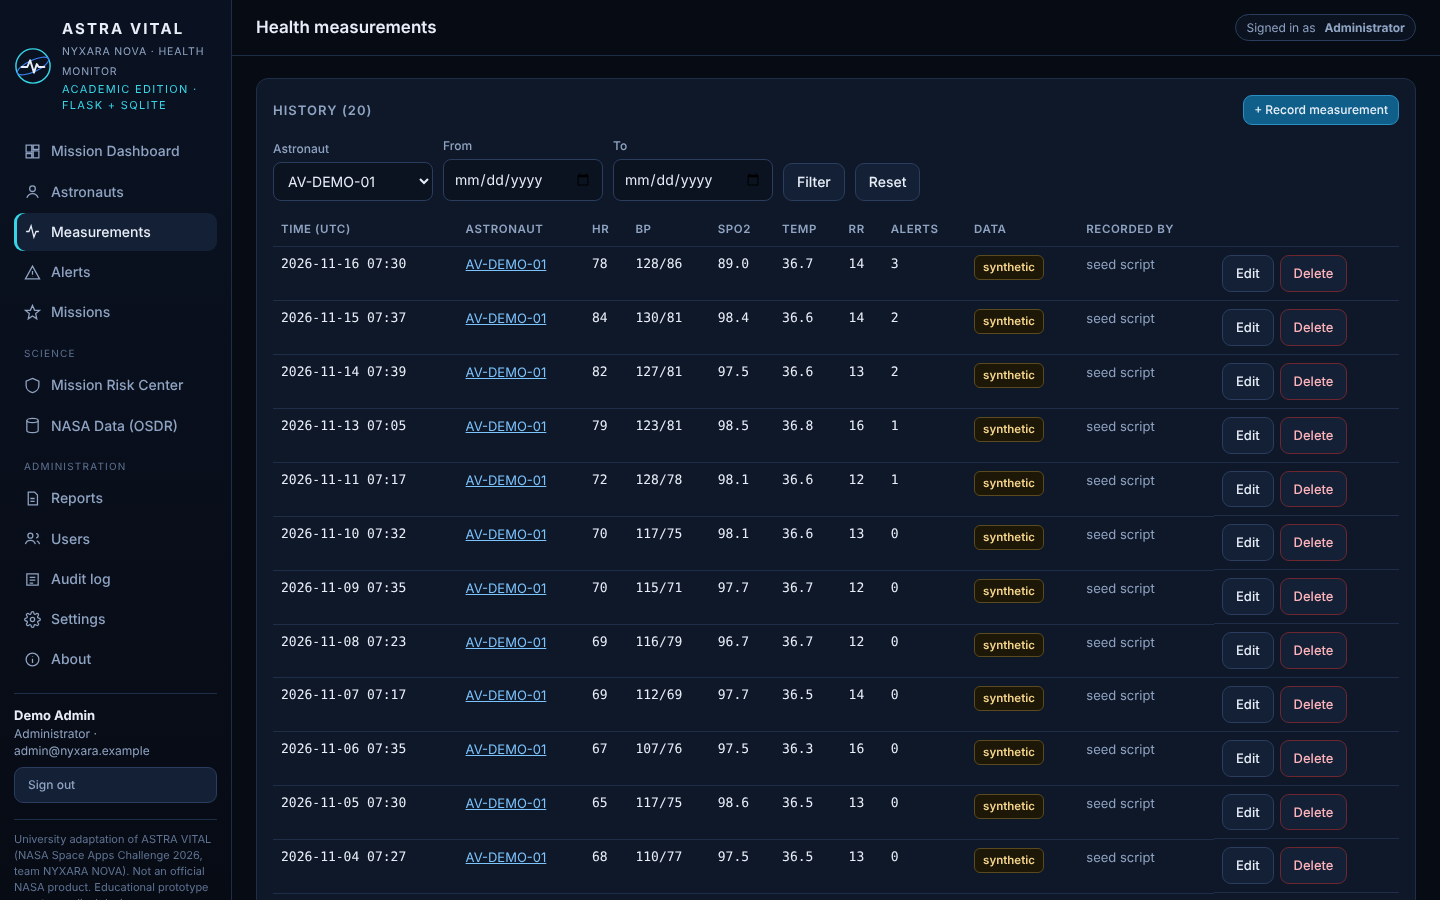 ASTRA VITAL
NYXARA NOVA · HEALTH
MONITOR
ACADEMIC EDITION ·
FLASK + SQLITE
Mission Dashboard
Astronauts
Measurements
Alerts
Missions
SCIENCE
Mission Risk Center
NASA Data (OSDR)
ADMINISTRATION
Reports
Users
Audit log
Settings
About
Demo Admin
Administrator ·
admin@nyxara.example
Sign out
University adaptation of ASTRA VITAL
(NASA Space Apps Challenge 2026,
team NYXARA NOVA). Not an official
NASA product. Educational prototype
Health measurements
Signed in as Administrator
HISTORY (20)
+ Record measurement
Astronaut From To
AV-DEMO-01 mm/dd/yyyy mm/dd/yyyy Filter Reset
TIME (UTC) ASTRONAUT HR BP SPO2 TEMP RR ALERTS DATA RECORDED BY
2026-11-16 07:30 AV-DEMO-01 78 128/86 89.0 36.7 14 3 synthetic seed script Edit Delete
2026-11-15 07:37 AV-DEMO-01 84 130/81 98.4 36.6 14 2 synthetic seed script Edit Delete
2026-11-14 07:39 AV-DEMO-01 82 127/81 97.5 36.6 13 2 synthetic seed script Edit Delete
2026-11-13 07:05 AV-DEMO-01 79 123/81 98.5 36.8 16 1 synthetic seed script Edit Delete
2026-11-11 07:17 AV-DEMO-01 72 128/78 98.1 36.6 12 1 synthetic seed script Edit Delete
2026-11-10 07:32 AV-DEMO-01 70 117/75 98.1 36.6 13 0 synthetic seed script Edit Delete
2026-11-09 07:35 AV-DEMO-01 70 115/71 97.7 36.7 12 0 synthetic seed script Edit Delete
2026-11-08 07:23 AV-DEMO-01 69 116/79 96.7 36.7 12 0 synthetic seed script Edit Delete
2026-11-07 07:17 AV-DEMO-01 69 112/69 97.7 36.5 14 0 synthetic seed script Edit Delete
2026-11-06 07:35 AV-DEMO-01 67 107/76 97.5 36.3 16 0 synthetic seed script Edit Delete
2026-11-05 07:30 AV-DEMO-01 65 117/75 98.6 36.5 13 0 synthetic seed script Edit Delete
2026-11-04 07:27 AV-DEMO-01 68 110/77 97.5 36.5 13 0 synthetic seed script Edit Delete